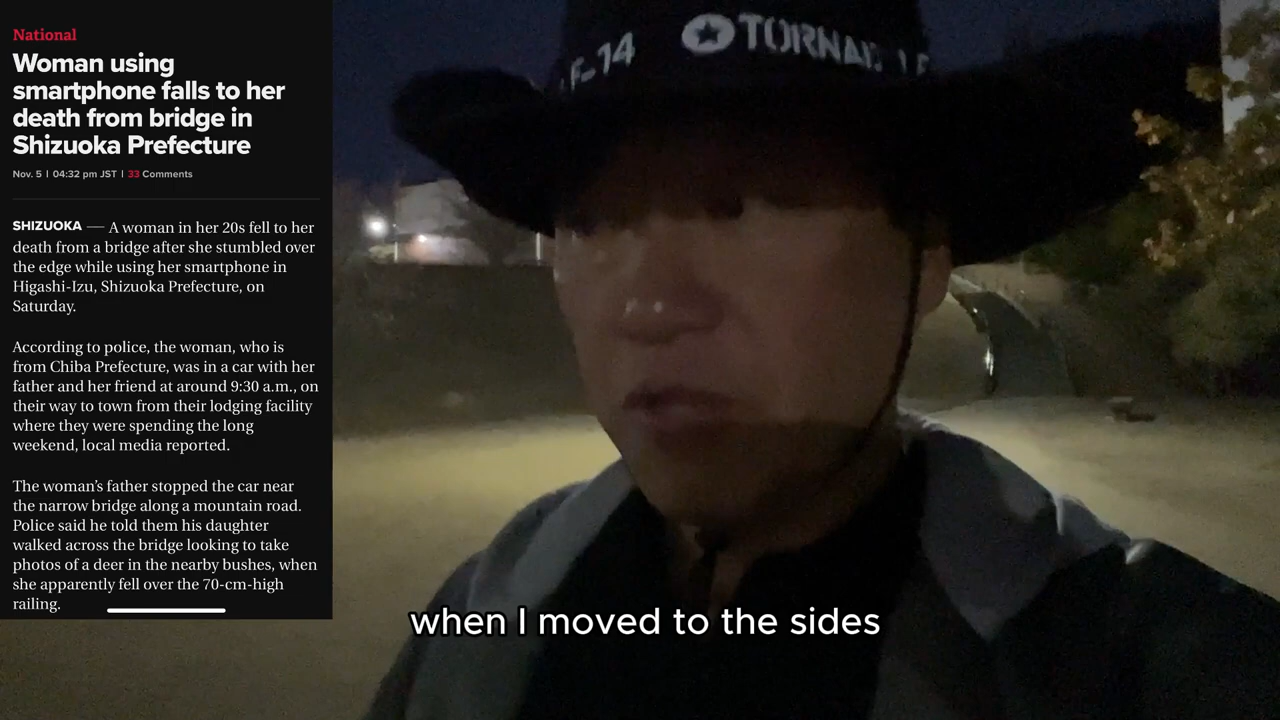 National
Woman using
smartphone falls to her
death from bridge in
Shizuoka Prefecture
Nov. 5 | 04:32 pm JST | 33 Comments
SHIZUOKA — A woman in her 20s fell to her
death from a bridge after she stumbled over
the edge while using her smartphone in
Higashi-Izu, Shizuoka Prefecture, on
Saturday.
According to police, the woman, who is
from Chiba Prefecture, was in a car with her
father and her friend at around 9:30 a.m., on
their way to town from their lodging facility
where they were spending the long
weekend, local media reported.
The woman's father stopped the car near
the narrow bridge along a mountain road.
Police said he told them his daughter
walked across the bridge looking to take
photos of a deer in the nearby bushes, when
she apparently fell over the 70-cm-high
railing.
F-14
when I moved to the sides